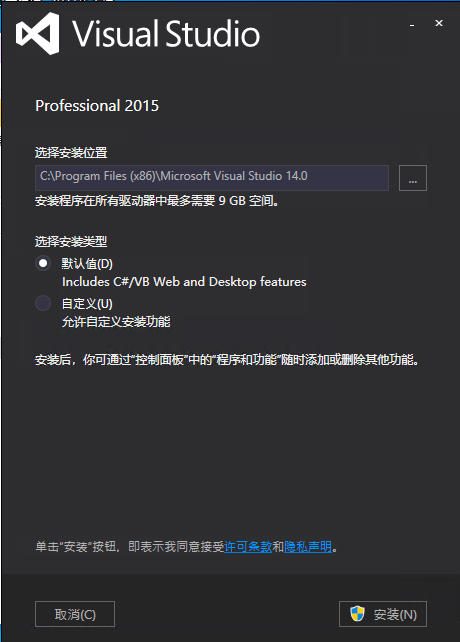 Visual Studio
Professional 2015
选择安装位置
C:\Program Files (x86)\Microsoft Visual Studio 14.0
...
安装程序在所有驱动器中最多需要 9 GB 空间。
选择安装类型
默认值(D)
Includes C#/VB Web and Desktop features
自定义(U)
允许自定义安装功能
安装后，你可通过“控制面板”中的“程序和功能”随时添加或删除其他功能。
单击“安装”按钮，即表示我同意接受许可条款和隐私声明。
取消(C)
安装(N)